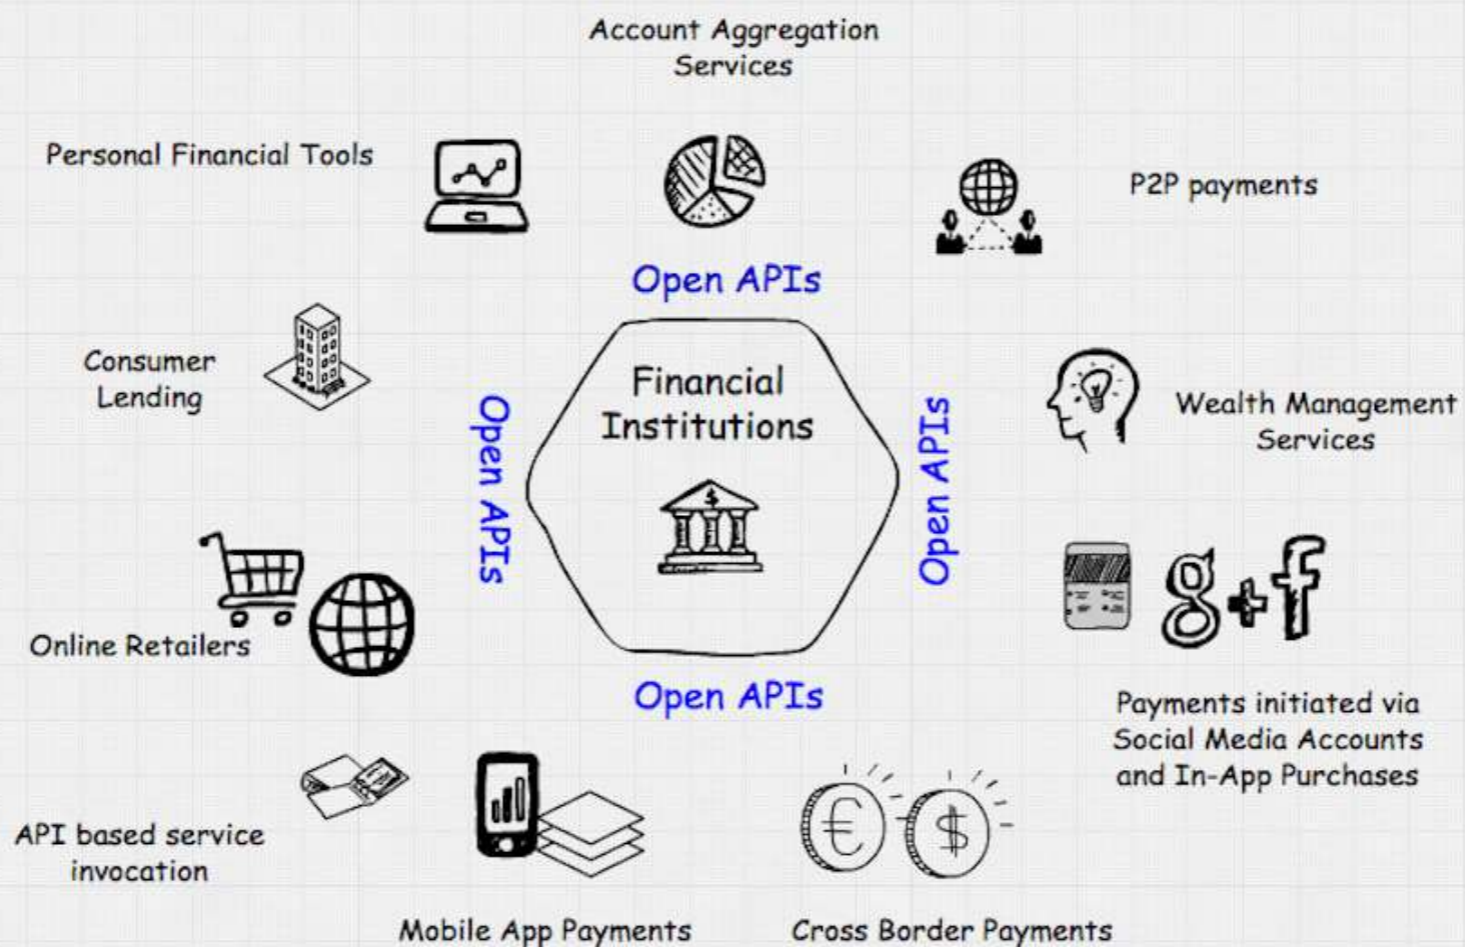 Account Aggregation
Services
Personal Financial Tools
P2P payments
Open APIs
Consumer
Lending
Financial
Institutions
$
Open APIs
Open APIs
Wealth Management
Services
g+f
Online Retailers
Open APIs
Payments initiated via
Social Media Accounts
and In-App Purchases
API based service
invocation
€ $
Mobile App Payments
Cross Border Payments